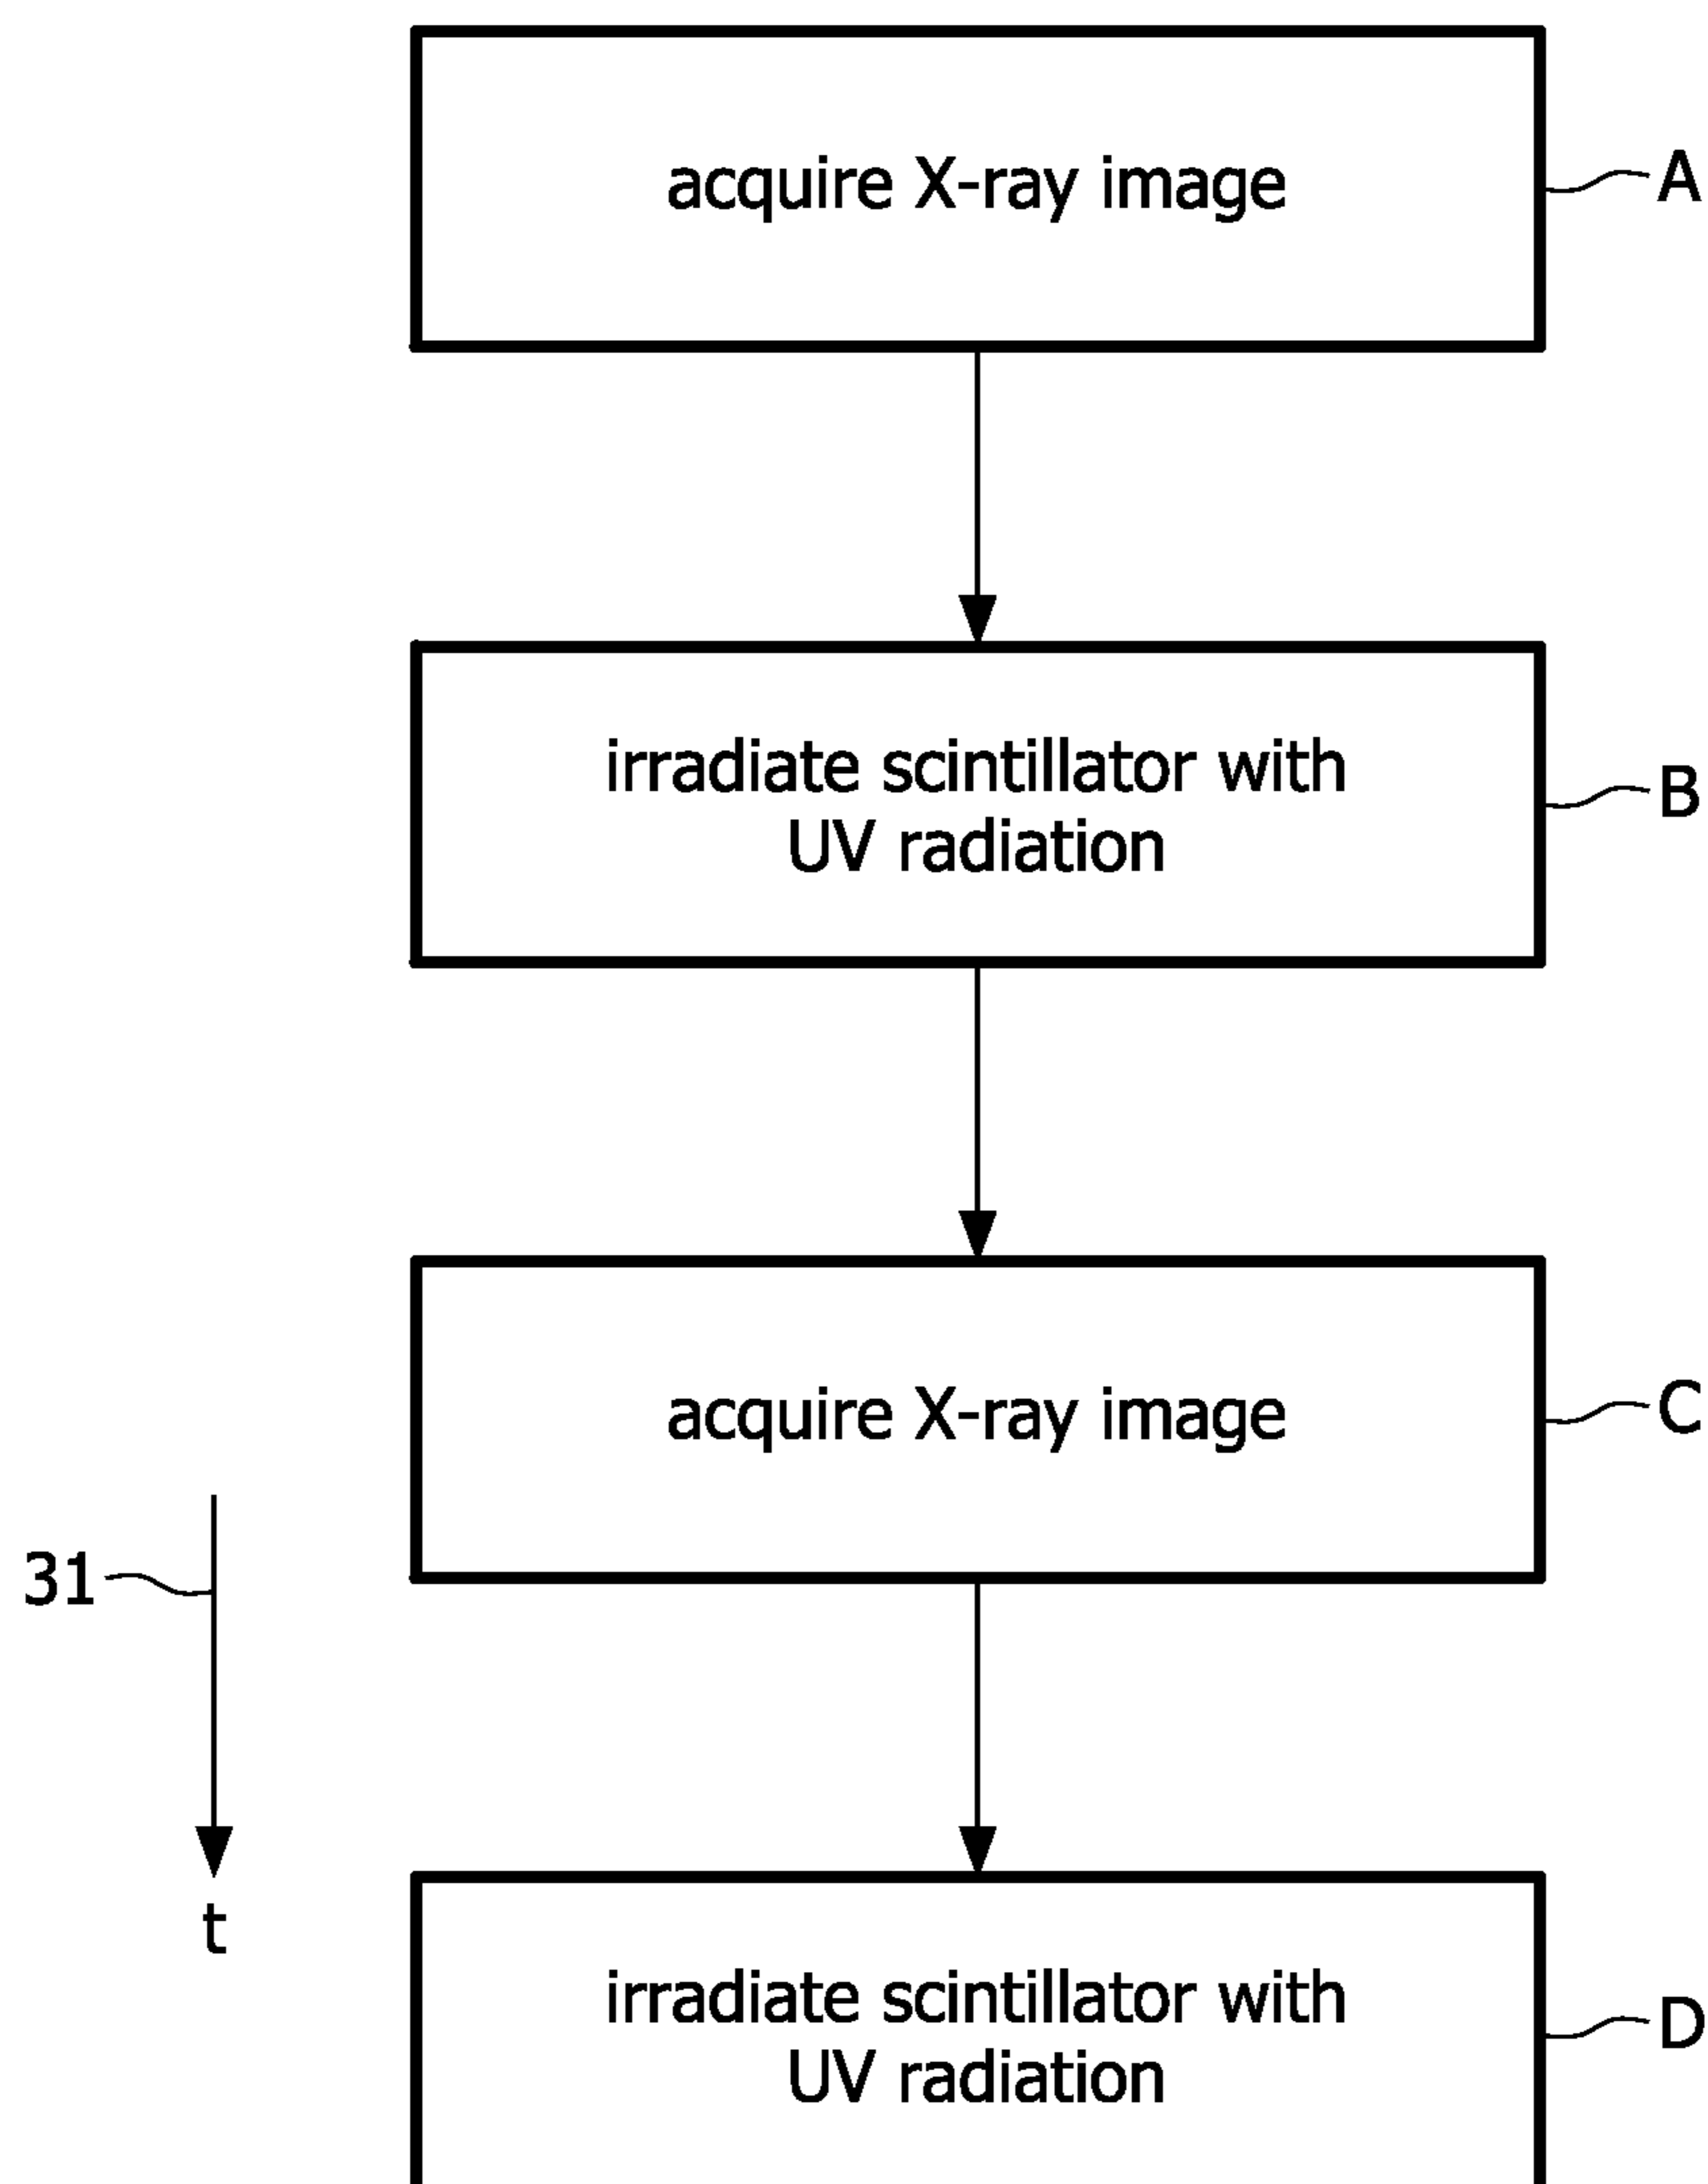 acquire X-ray image
A
irradiate scintillator with
UV radiation
B
acquire X-ray image
C
31
t
irradiate scintillator with
UV radiation
D